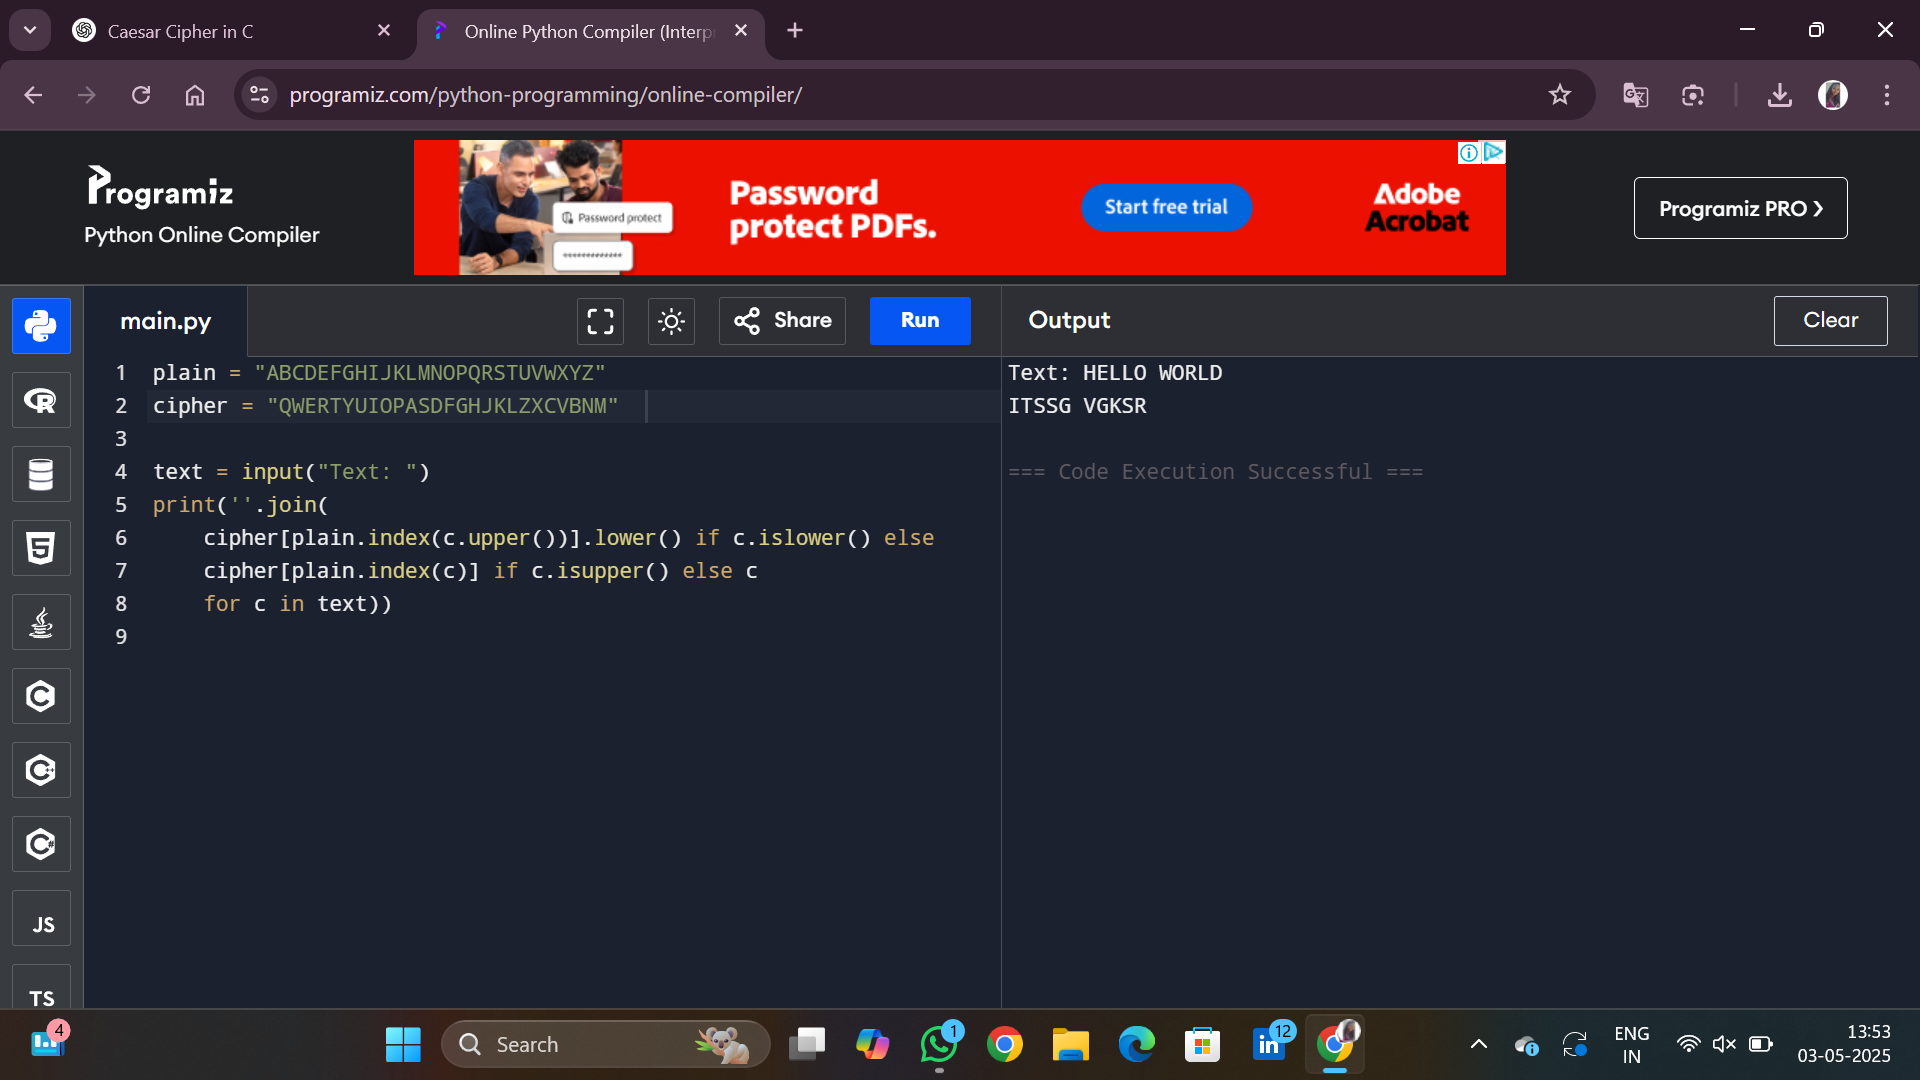 Caesar Cipher in C
Online Python Compiler (Interp
programiz.com/python-programming/online-compiler/
Programiz
Python Online Compiler
Password protect
Password
protect PDFs.
Start free trial
Adobe
Acrobat
Programiz PRO ❯
main.py
Share
Run
Output
Clear
1 plain = "ABCDEFGHIJKLMNOPQRSTUVWXYZ"
2 cipher = "QWERTYUIOPASDFGHJKLZXCVBNM"
3
4 text = input("Text: ")
5 print(''.join(
6     cipher[plain.index(c.upper())].lower() if c.islower() else
7     cipher[plain.index(c)] if c.isupper() else c
8     for c in text))
9
Text: HELLO WORLD
ITSSG VGKSR
=== Code Execution Successful ===
R
5
C
C++
C#
JS
TS
4
Search
1
12
ENG
IN
13:53
03-05-2025